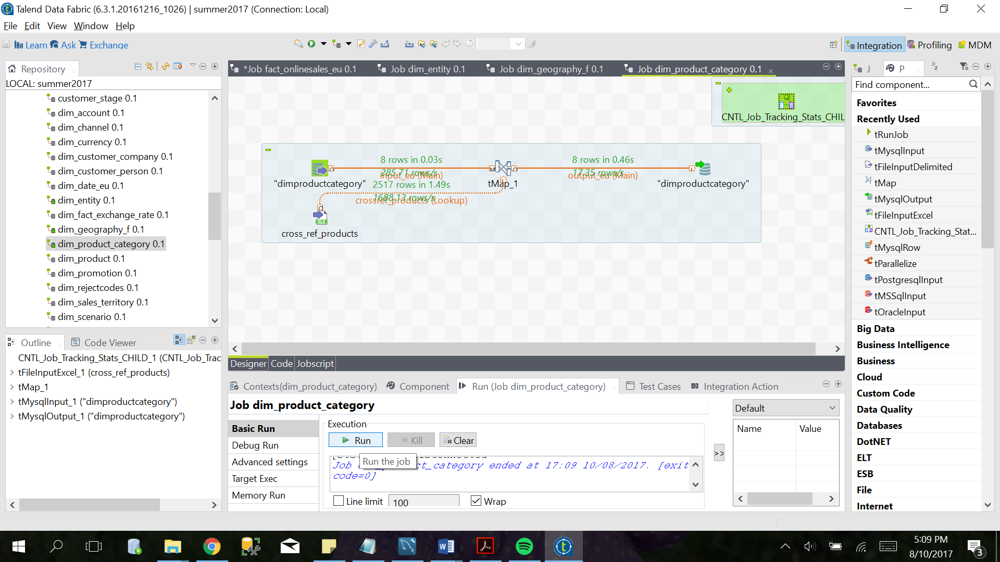 Talend Data Fabric (6.3.1.20161216_1026) | summer2017 (Connection: Local)
File Edit View Window Help
Learn Ask Exchange
Integration Profiling MDM
Repository
LOCAL: summer2017
customer_stage 0.1
dim_account 0.1
dim_channel 0.1
dim_currency 0.1
dim_customer_company 0.1
dim_customer_person 0.1
dim_date_eu 0.1
dim_entity 0.1
dim_fact_exchange_rate 0.1
dim_geography_f 0.1
dim_product_category 0.1
dim_product 0.1
dim_promotion 0.1
dim_rejectcodes 0.1
dim_sales_territory 0.1
dim_scenario 0.1
Outline Code Viewer
CNTL_Job_Tracking_Stats_CHILD_1 (CNTL_Job_Trac
tFileInputExcel_1 (cross_ref_products)
tMap_1
tMysqlInput_1 ("dimproductcategory")
tMysqlOutput_1 ("dimproductcategory")
*Job fact_onlinesales_eu 0.1 Job dim_entity 0.1 Job dim_geography_f 0.1 Job dim_product_category 0.1
CNTL_Job_Tracking_Stats_CHIL
8 rows in 0.03s
285.71 rows/s
input_eu (Main)
8 rows in 0.46s
17.35 rows/s
output_eu (Main)
"dimproductcategory"
2517 rows in 1.49s
1688.13 rows/s
crossref_products (Lookup)
tMap_1
"dimproductcategory"
XLS
cross_ref_products
Designer Code Jobscript
Contexts(dim_product_category) Component Run (Job dim_product_category) Test Cases Integration Action
Job dim_product_category
Basic Run
Debug Run
Advanced settings
Target Exec
Memory Run
Execution
Run Kill Clear
Run the job
Job ct_category ended at 17:09 10/08/2017. [exit
code=0]
Line limit 100 Wrap
>>
Default
Name Value
J P
Find component...
Favorites
Recently Used
tRunJob
tMysqlInput
tFileInputDelimited
tMap
tMysqlOutput
tFileInputExcel
CNTL_Job_Tracking_Stat...
tMysqlRow
tParallelize
tPostgresqlInput
tMSSqlInput
tOracleInput
Big Data
Business Intelligence
Business
Cloud
Custom Code
Data Quality
Databases
DotNET
ELT
ESB
File
Internet
5:09 PM
8/10/2017
3